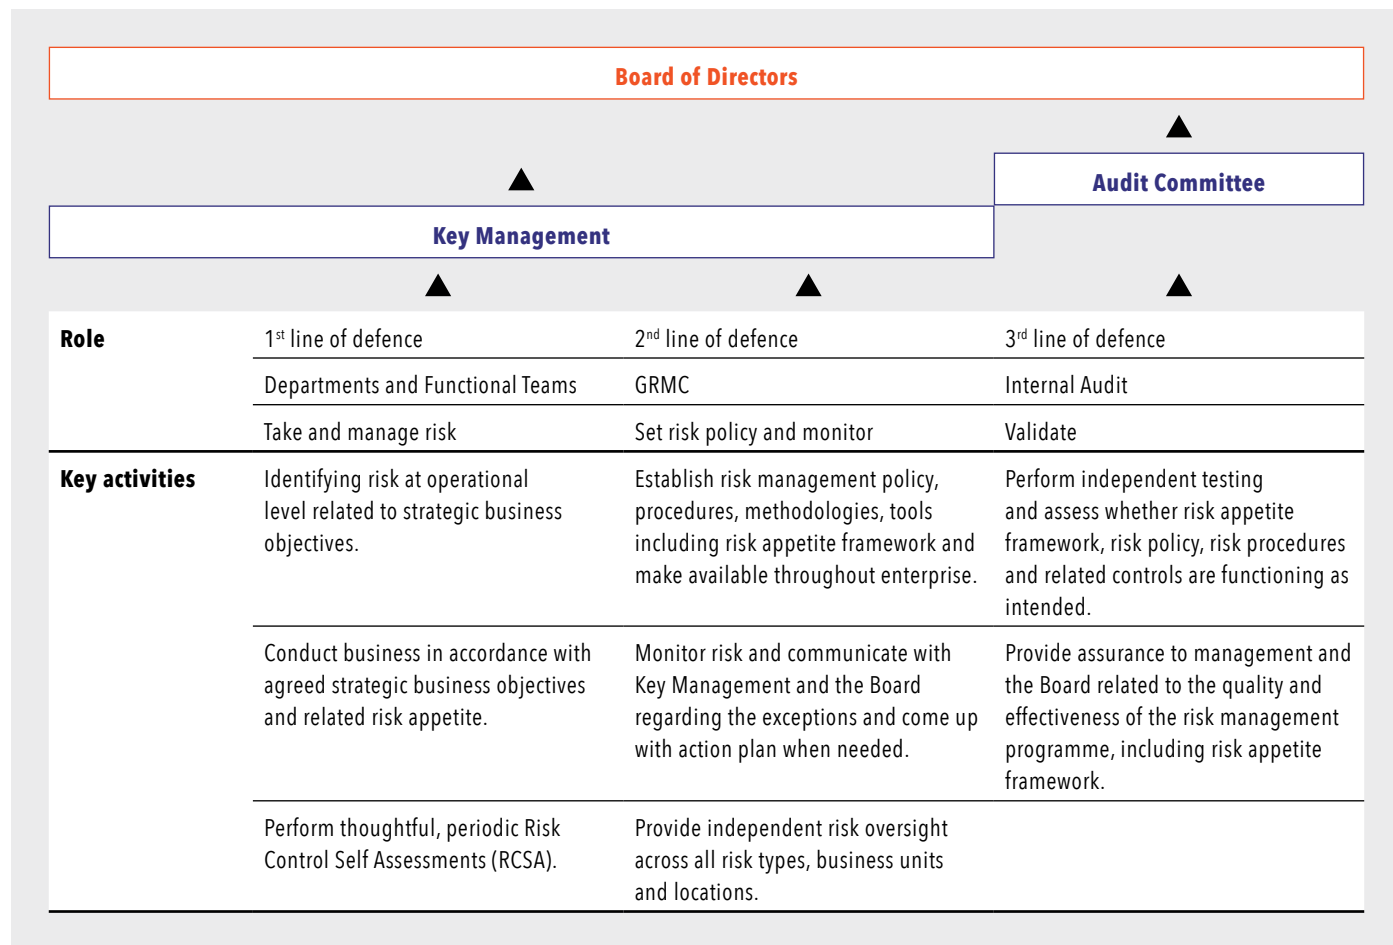 Board of Directors
Audit Committee
Key Management
Role
1st line of defence
2nd line of defence
3rd line of defence
Departments and Functional Teams
GRMC
Internal Audit
Take and manage risk
Set risk policy and monitor
Validate
Key activities
Identifying risk at operational
level related to strategic business
objectives.
Establish risk management policy,
procedures, methodologies, tools
including risk appetite framework and
make available throughout enterprise.
Perform independent testing
and assess whether risk appetite
framework, risk policy, risk procedures
and related controls are functioning as
intended.
Conduct business in accordance with
agreed strategic business objectives
and related risk appetite.
Monitor risk and communicate with
Key Management and the Board
regarding the exceptions and come up
with action plan when needed.
Provide assurance to management and
the Board related to the quality and
effectiveness of the risk management
programme, including risk appetite
framework.
Perform thoughtful, periodic Risk
Control Self Assessments (RCSA).
Provide independent risk oversight
across all risk types, business units
and locations.